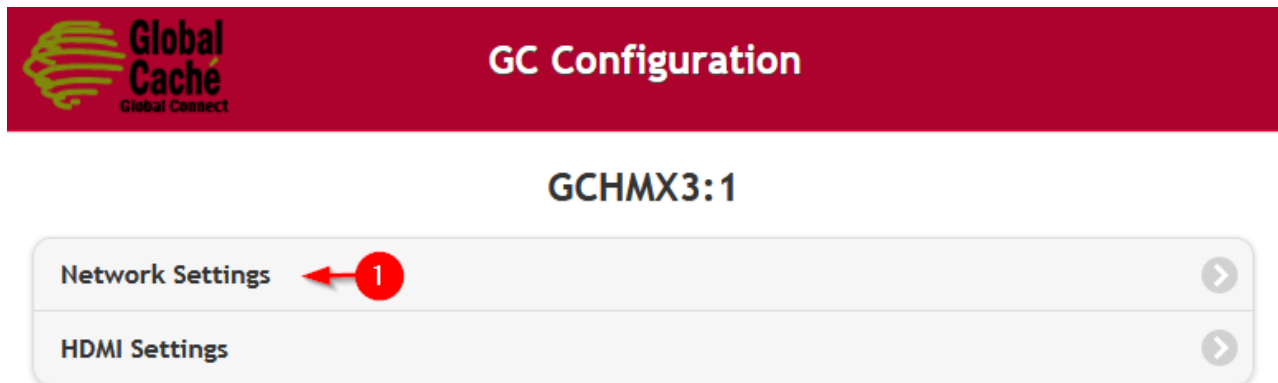 Global
Caché
Global Connect
GC Configuration
GCHMX3:1
Network Settings
1
HDMI Settings